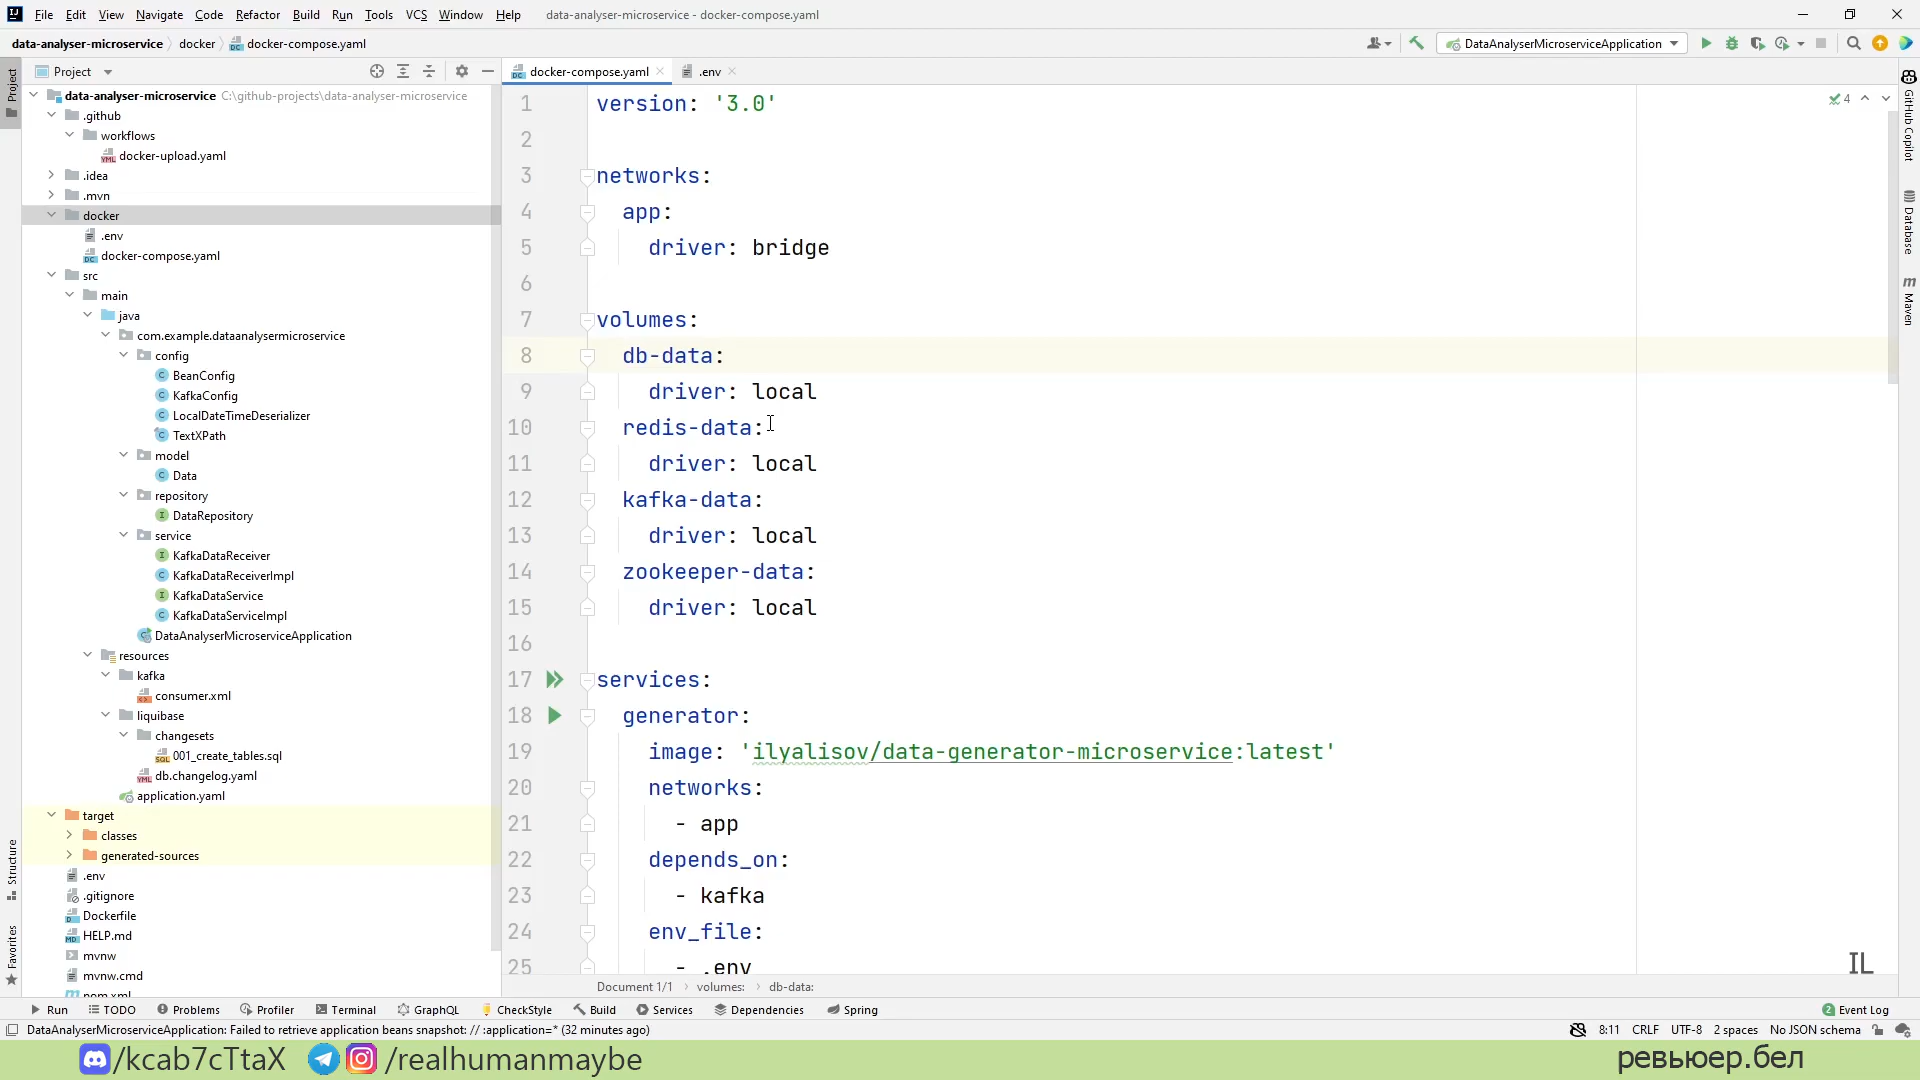 File Edit View Navigate Code Refactor Build Run Tools VCS Window Help data-analyser-microservice - docker-compose.yaml
data-analyser-microservice docker docker-compose.yaml DataAnalyserMicroserviceApplication
Project docker-compose.yaml .env
data-analyser-microservice C:\github-projects\data-analyser-microservice
.github
workflows
docker-upload.yaml
.idea
.mvn
docker
.env
docker-compose.yaml
src
main
java
com.example.dataanalysermicroservice
config
BeanConfig
KafkaConfig
LocalDateTimeDeserializer
TextXPath
model
Data
repository
DataRepository
service
KafkaDataReceiver
KafkaDataReceiverImpl
KafkaDataService
KafkaDataServiceImpl
DataAnalyserMicroserviceApplication
resources
kafka
consumer.xml
liquibase
changesets
001_create_tables.sql
db.changelog.yaml
application.yaml
target
classes
generated-sources
.env
.gitignore
Dockerfile
HELP.md
mvnw
mvnw.cmd
pom.xml
Project
Structure
Favorites
1 version: '3.0'
2
3 networks:
4 app:
5 driver: bridge
6
7 volumes:
8 db-data:
9 driver: local
10 redis-data:
11 driver: local
12 kafka-data:
13 driver: local
14 zookeeper-data:
15 driver: local
16
17 services:
18 generator:
19 image: 'ilyalisov/data-generator-microservice:latest'
20 networks:
21 - app
22 depends_on:
23 - kafka
24 env_file:
25 - .env
4
GitHub Copilot
Database
Maven
IL
Document 1/1 volumes: db-data:
Run TODO Problems Profiler Terminal GraphQL CheckStyle Build Services Dependencies Spring 2 Event Log
DataAnalyserMicroserviceApplication: Failed to retrieve application beans snapshot: // :application=* (32 minutes ago) 8:11 CRLF UTF-8 2 spaces No JSON schema
/kcab7cTtaX /realhumanmaybe ревьюер.бел